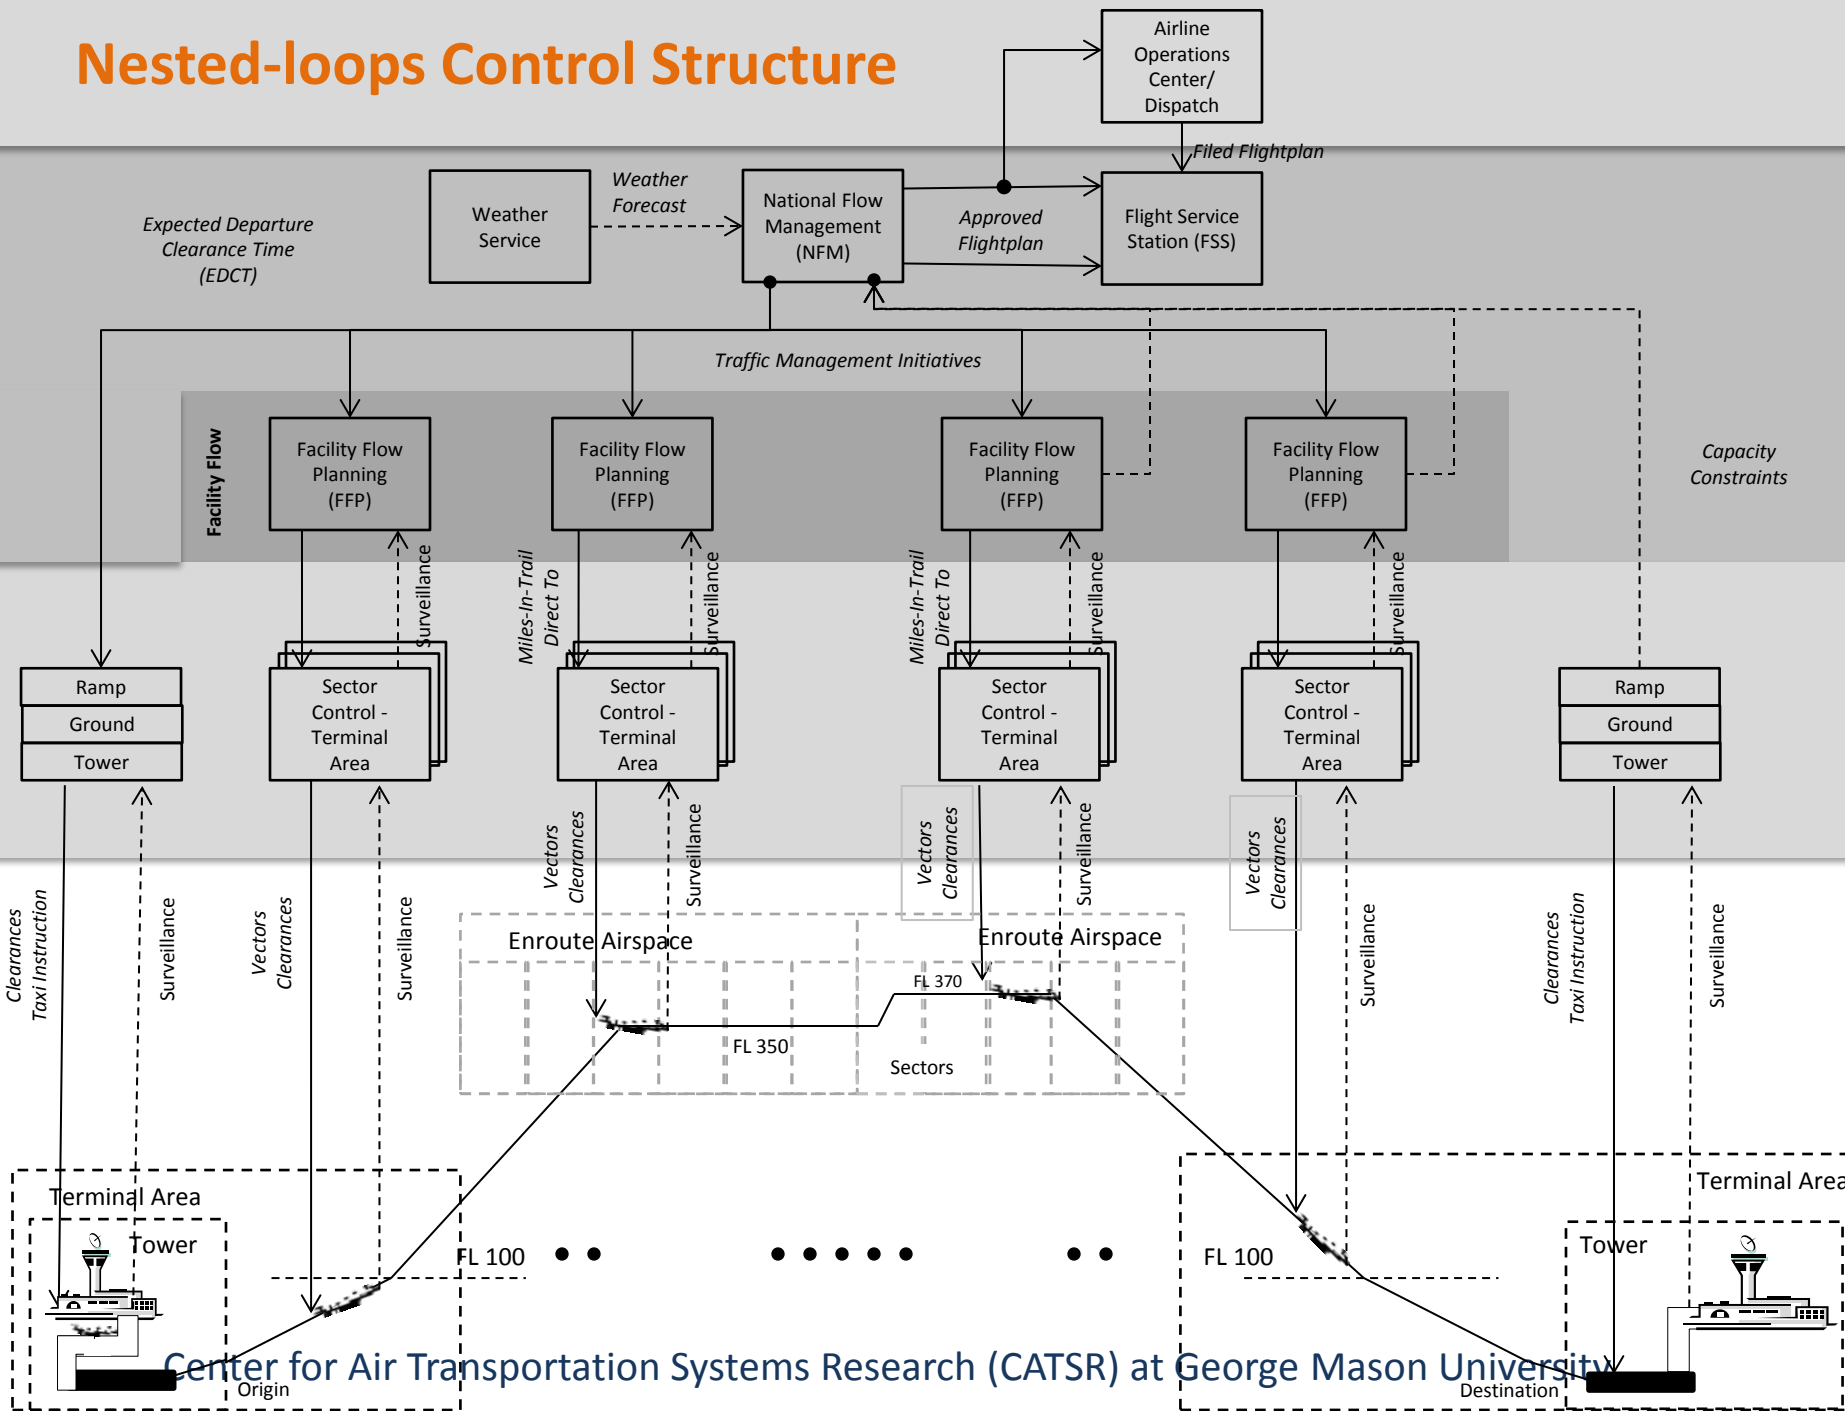 Nested-loops Control Structure
Airline
Operations
Center/
Dispatch
Filed Flightplan
Expected Departure
Clearance Time
(EDCT)
Weather
Service
Weather
Forecast
National Flow
Management
(NFM)
Approved
Flightplan
Flight Service
Station (FSS)
Traffic Management Initiatives
Facility Flow
Facility Flow
Planning
(FFP)
Facility Flow
Planning
(FFP)
Facility Flow
Planning
(FFP)
Facility Flow
Planning
(FFP)
Capacity
Constraints
Surveillance
Miles-In-Trail
Direct To
Surveillance
Miles-In-Trail
Direct To
Surveillance
Surveillance
Ramp
Ground
Tower
Sector
Control -
Terminal
Area
Sector
Control -
Terminal
Area
Sector
Control -
Terminal
Area
Sector
Control -
Terminal
Area
Ramp
Ground
Tower
Clearances
Taxi Instruction
Surveillance
Vectors
Clearances
Surveillance
Vectors
Clearances
Surveillance
Vectors
Clearances
Surveillance
Vectors
Clearances
Surveillance
Clearances
Taxi Instruction
Surveillance
Enroute Airspace
Enroute Airspace
FL 370
FL 350
Sectors
Terminal Area
Tower
FL 100
FL 100
Terminal Area
Tower
Center for Air Transportation Systems Research (CATSR) at George Mason University
Origin
Destination